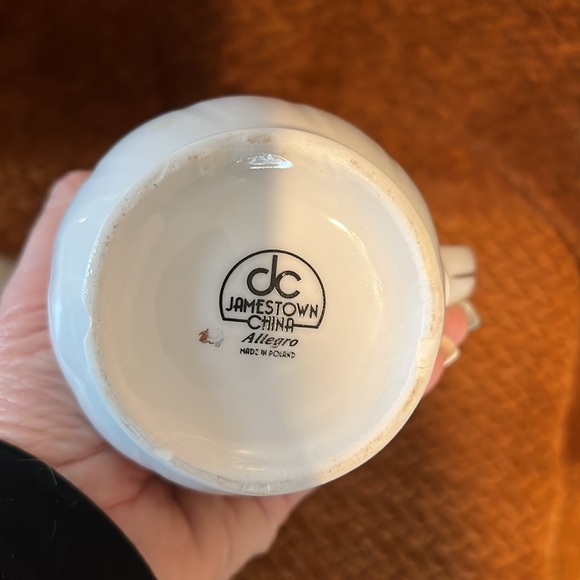 dc
JAMESTOWN
CHINA
Allegro
MADE IN POLAND